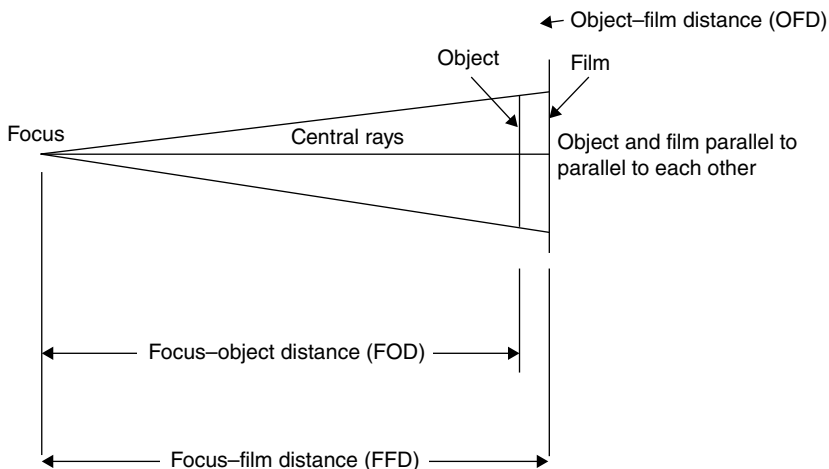 Object–film distance (OFD)
Object
Film
Focus
Central rays
Object and film parallel to
parallel to each other
Focus–object distance (FOD)
Focus–film distance (FFD)